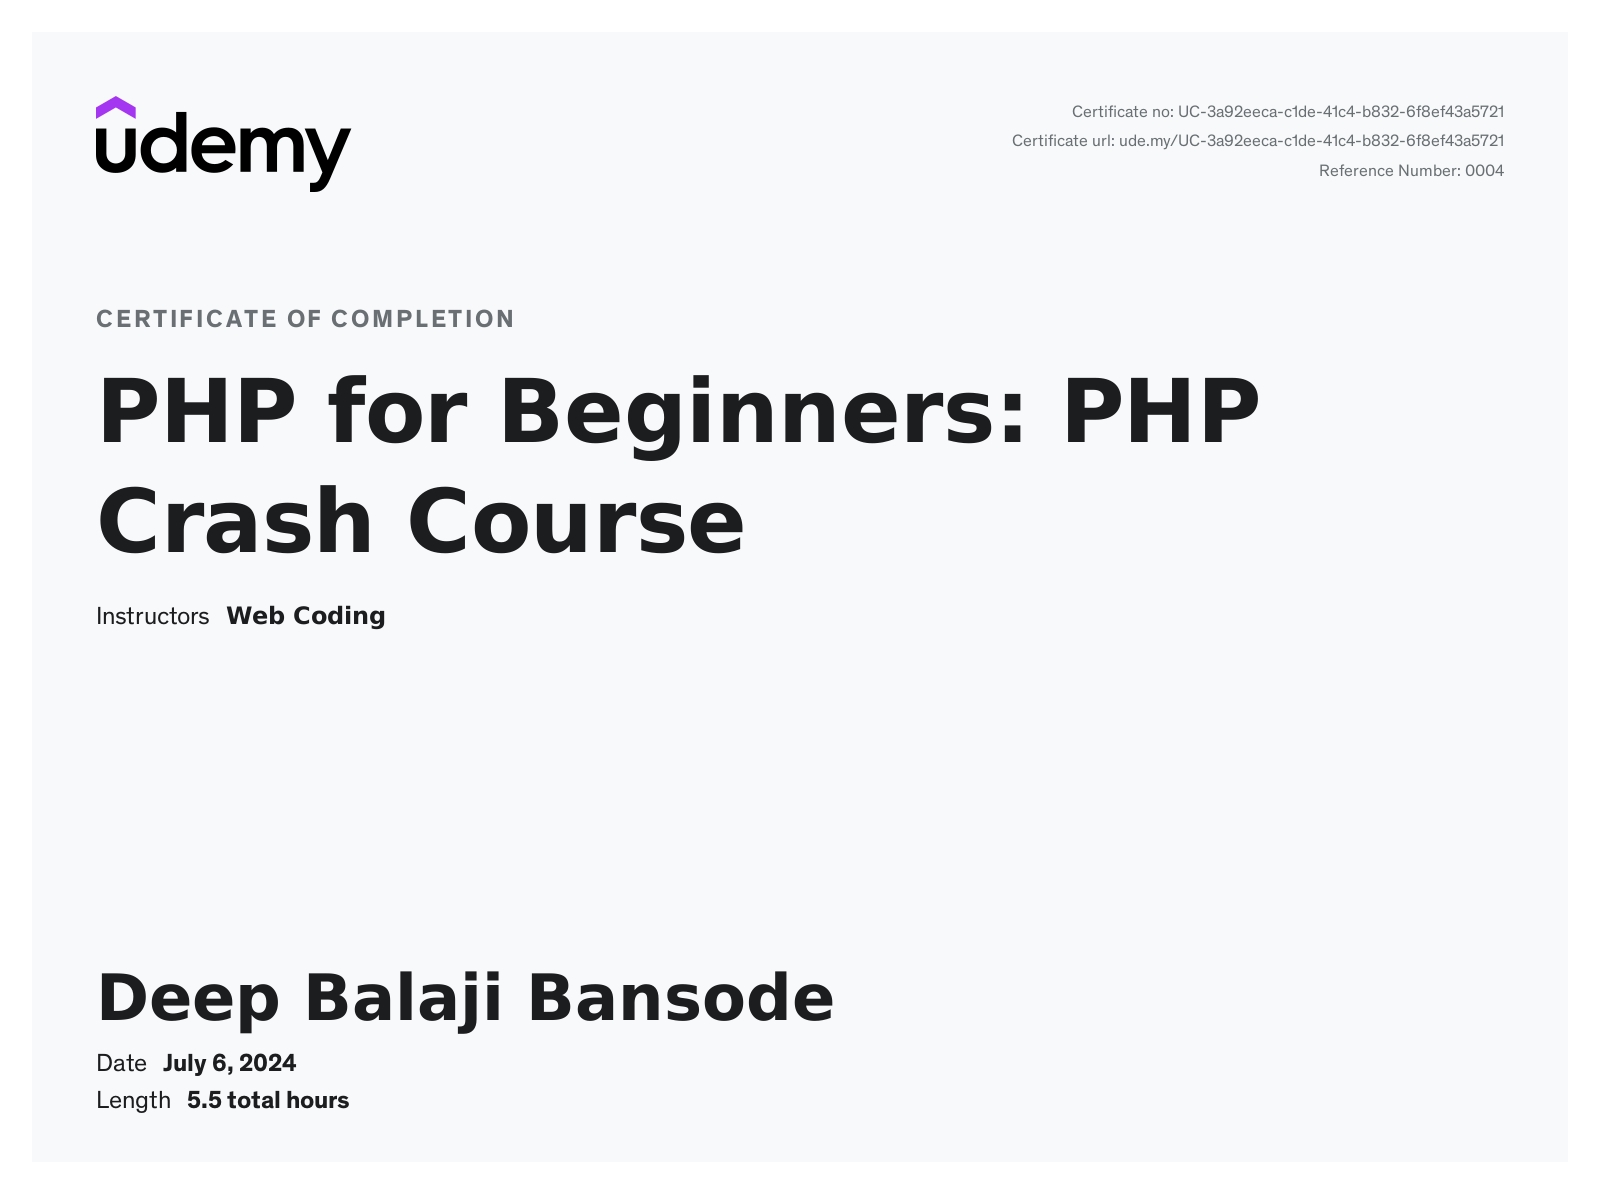 udemy
Certificate no: UC-3a92eeca-c1de-41c4-b832-6f8ef43a5721
Certificate url: ude.my/UC-3a92eeca-c1de-41c4-b832-6f8ef43a5721
Reference Number: 0004
CERTIFICATE OF COMPLETION
PHP for Beginners: PHP
Crash Course
Instructors Web Coding
Deep Balaji Bansode
Date July 6, 2024
Length 5.5 total hours